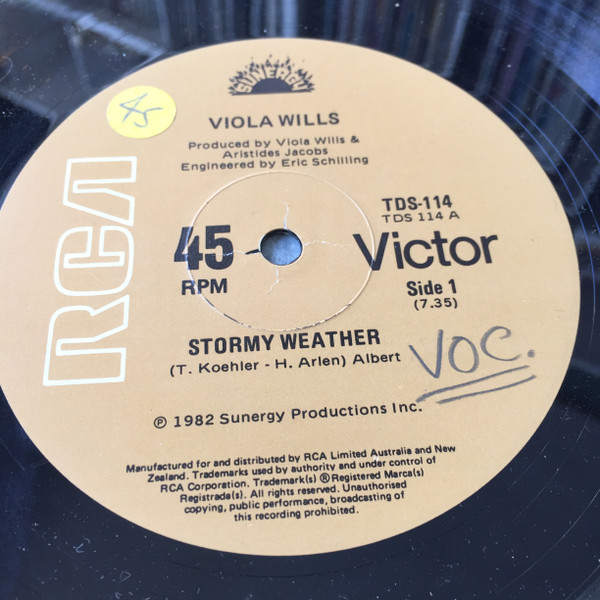 SUNERGY
45
VIOLA WILLS
Produced by Viola Wills &
Aristides Jacobs
Engineered by Eric Schilling
RCA
TDS-114
TDS 114 A
45
RPM
Victor
Side 1
(7.35)
STORMY WEATHER
(T. Koehler - H. Arlen) Albert
VOC.
℗ 1982 Sunergy Productions Inc.
Manufactured for and distributed by RCA Limited Australia and New
Zealand. Trademarks used by authority and under control of
RCA Corporation. Trademark(s) ® Registered Marca(s)
Registrada(s). All rights reserved. Unauthorised
copying, public performance, broadcasting of
this recording prohibited.